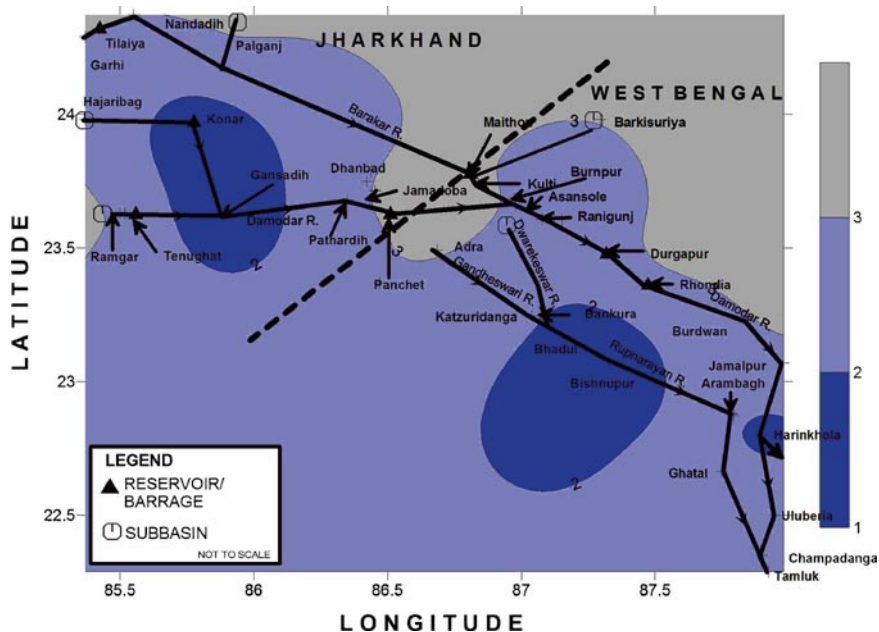 Nandadih
Tilaiya
Palganj
JHARKHAND
Garhi
WEST BENGAL
Hajaribag
24
Konar
Barakar R.
Maithon
3
Barkisuriya
Dhanbad
Burnpur
Gansadih
Jamadoba
Kulti
Asansole
Damodar R.
Ranigunj
3
Pathardih
Ramgar
Tenughat
2
3
Adra
Dwarekeswar R.
Durgapur
23.5
Panchet
Gandheswari R.
Rhondia
3
2
Damodar R.
Katzuridanga
Bankura
Burdwan
Bhadul
Rupnarayan R.
Jamalpur
23
Bishnupur
Arambagh
2
Harinkhola
LEGEND
RESERVOIR/
BARRAGE
SUBBASIN
NOT TO SCALE
Ghatal
2
22.5
Uluberia
1
Champadanga
Tamluk
85.5
86
86.5
87
87.5
LONGITUDE
LATITUDE